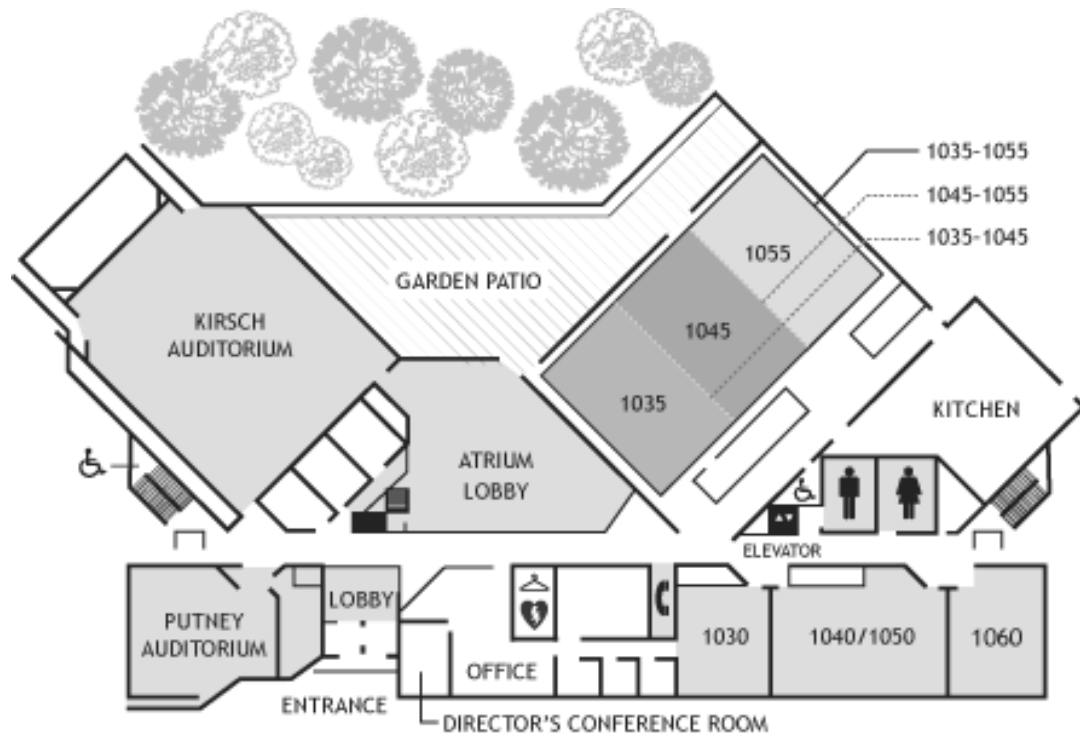 1035-1055
1045-1055
1035-1045
1055
GARDEN PATIO
KIRSCH
AUDITORIUM
1045
1035
KITCHEN
ATRIUM
LOBBY
ELEVATOR
LOBBY
PUTNEY
AUDITORIUM
1030
1040/1050
1060
OFFICE
ENTRANCE
DIRECTOR'S CONFERENCE ROOM